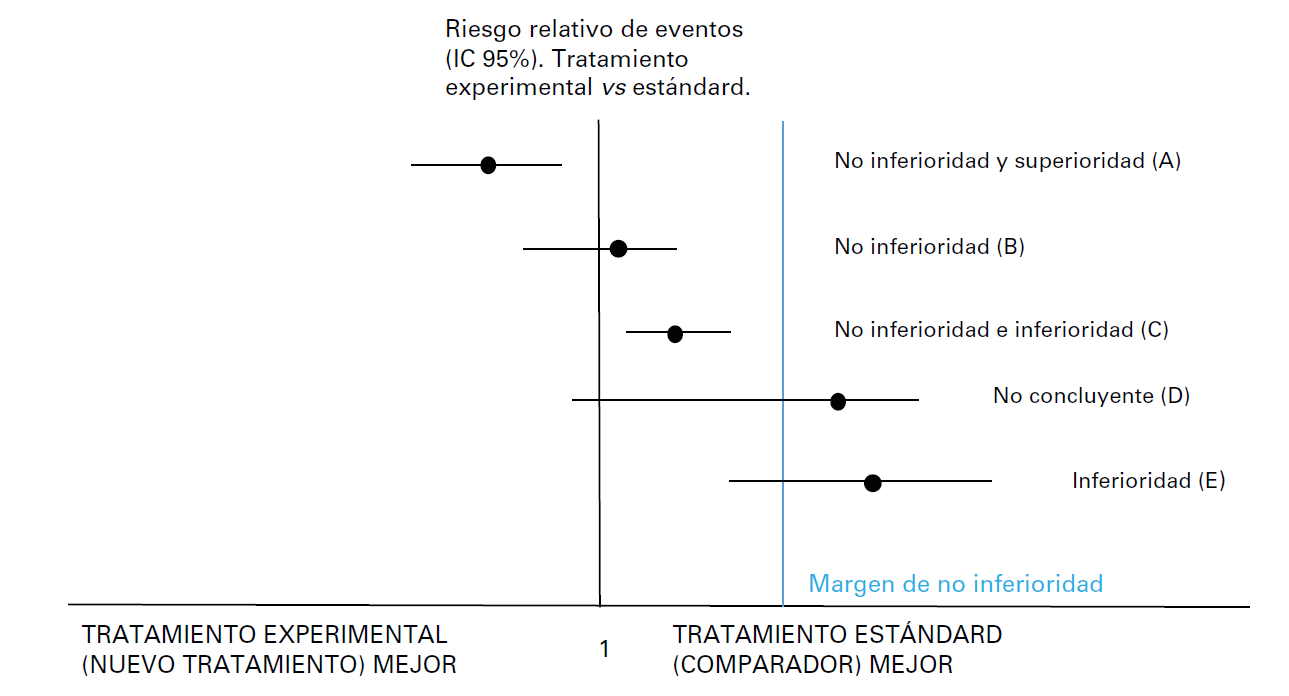 Riesgo relativo de eventos
(IC 95%). Tratamiento
experimental vs estándard.
No inferioridad y superioridad (A)
No inferioridad (B)
No inferioridad e inferioridad (C)
No concluyente (D)
Inferioridad (E)
Margen de no inferioridad
TRATAMIENTO EXPERIMENTAL
(NUEVO TRATAMIENTO) MEJOR
1
TRATAMIENTO ESTÁNDARD
(COMPARADOR) MEJOR